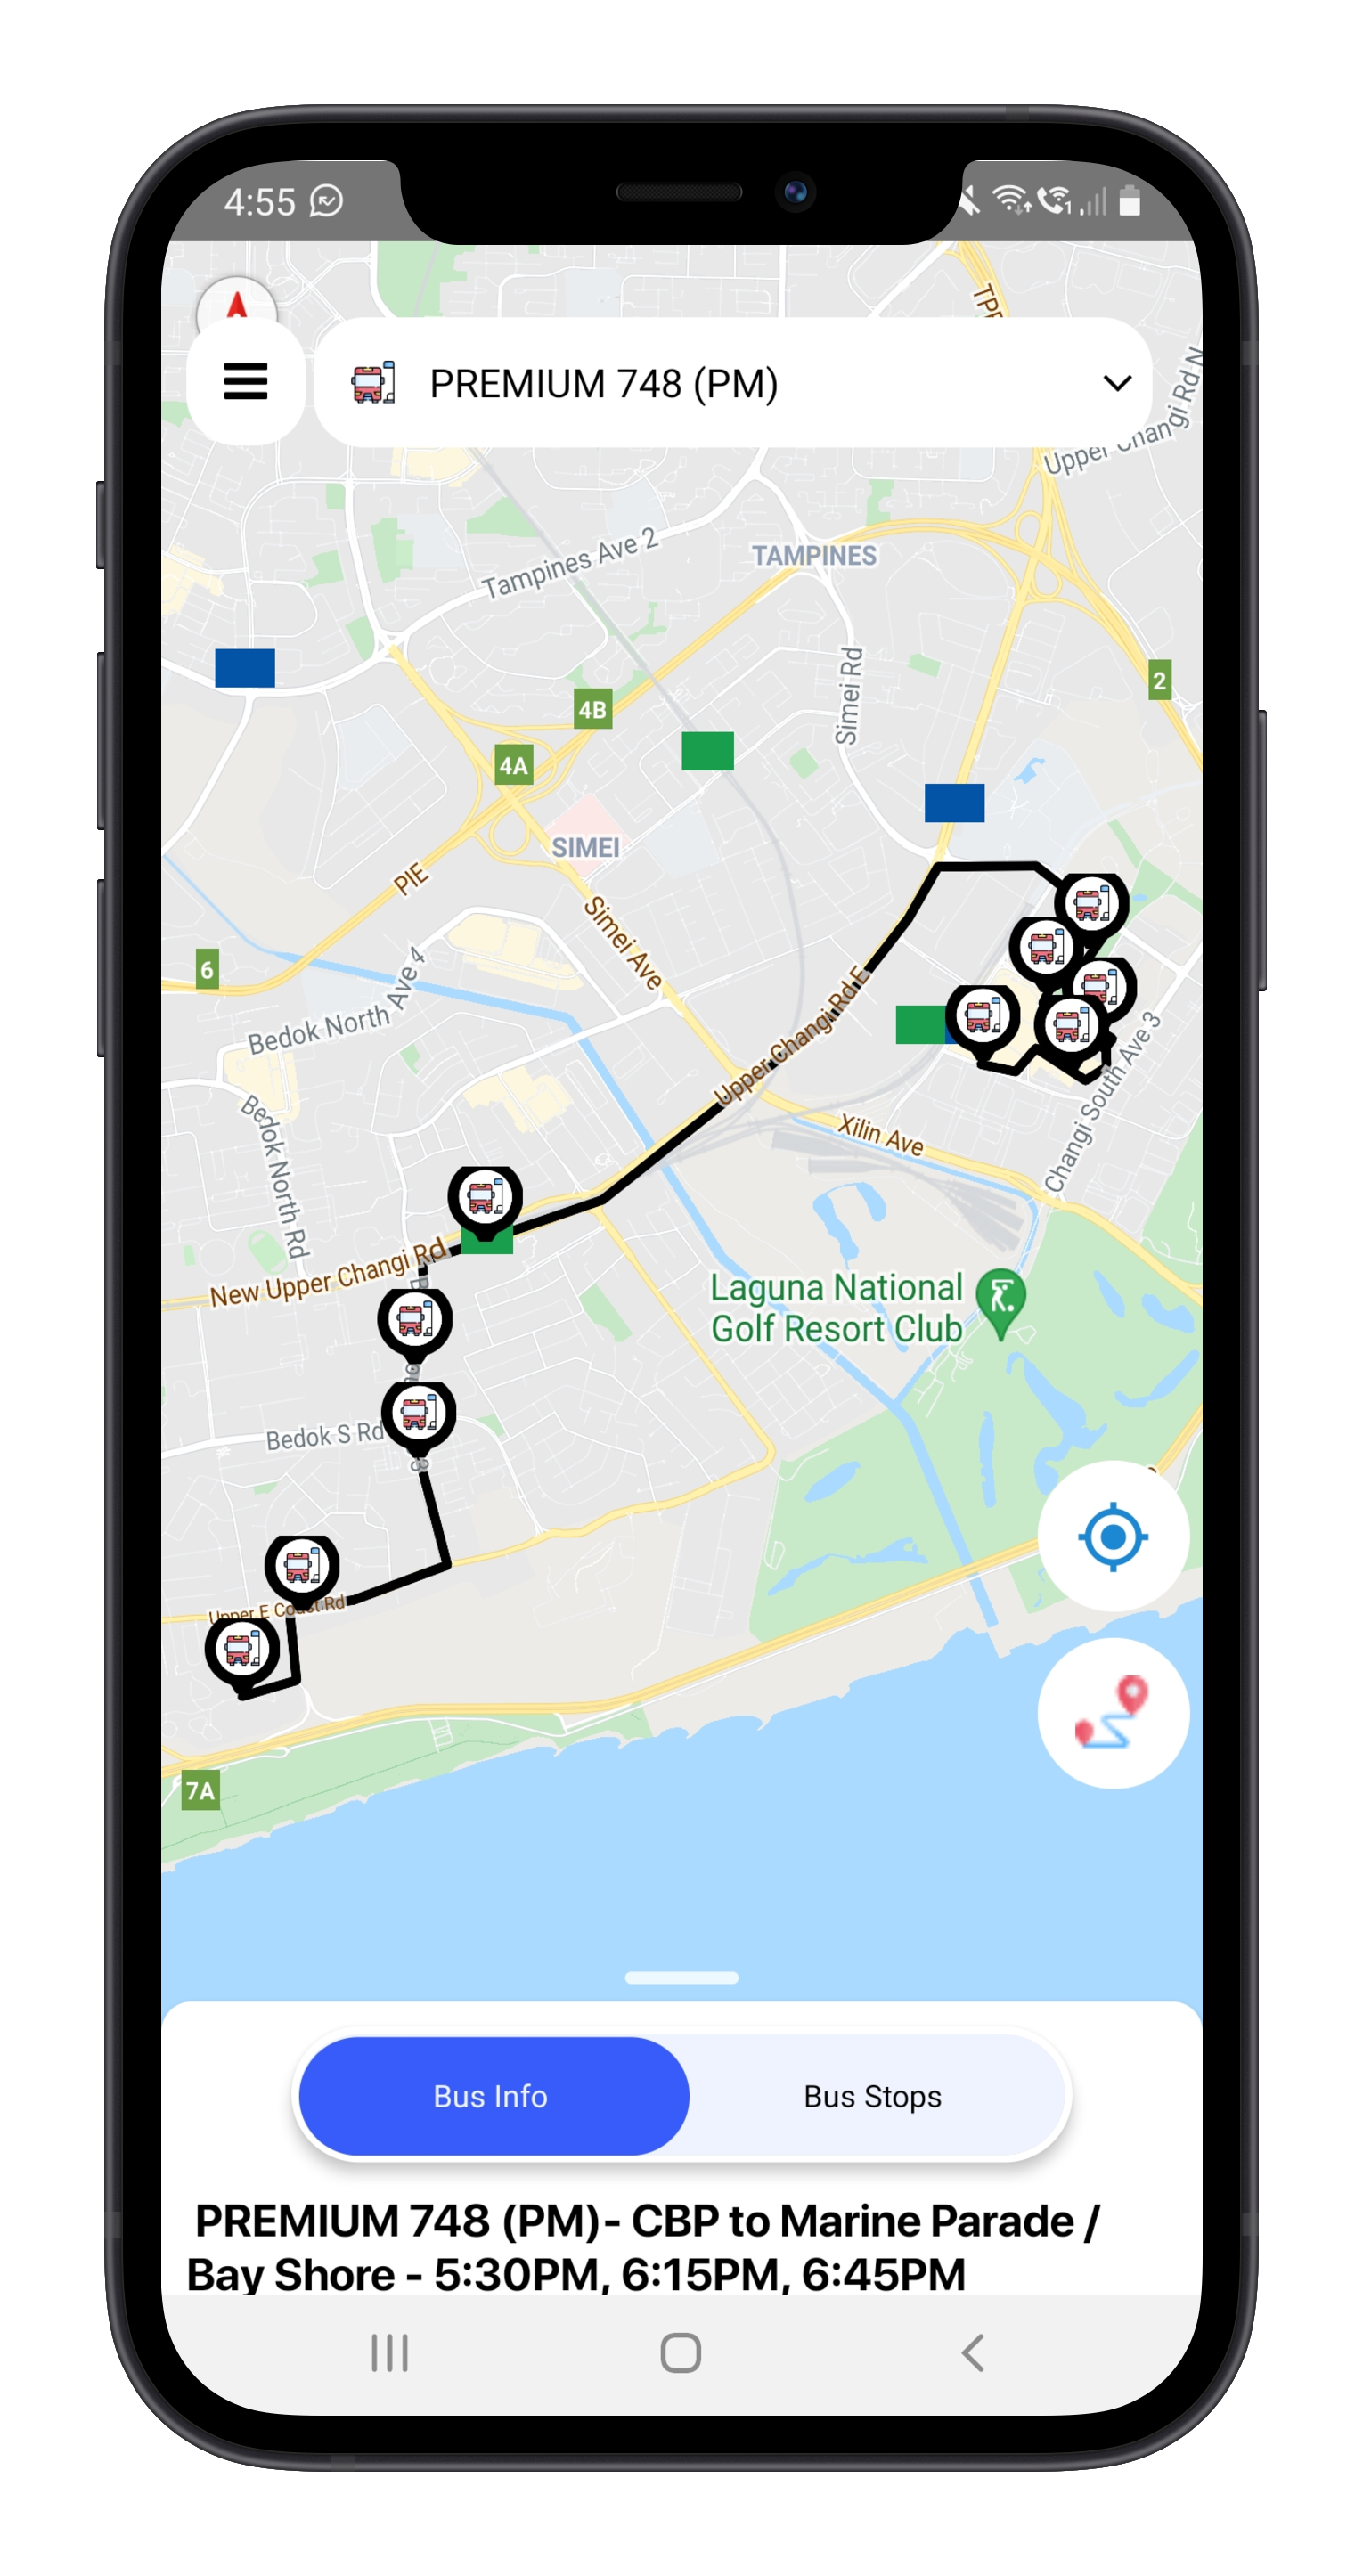 4:55
TPE
PREMIUM 748 (PM)
Upper Changi Rd N
Tampines Ave 2
TAMPINES
Simei Rd
2
4B
4A
SIMEI
PIE
Simei Ave
6
Bedok North Ave 4
Upper Changi Rd E
Changi South Ave 3
Bedok North Rd
Xilin Ave
New Upper Changi Rd
Laguna National
Golf Resort Club
Bedok S Rd
Upper E Coast Rd
7A
Bus Info
Bus Stops
PREMIUM 748 (PM)- CBP to Marine Parade /
Bay Shore - 5:30PM, 6:15PM, 6:45PM